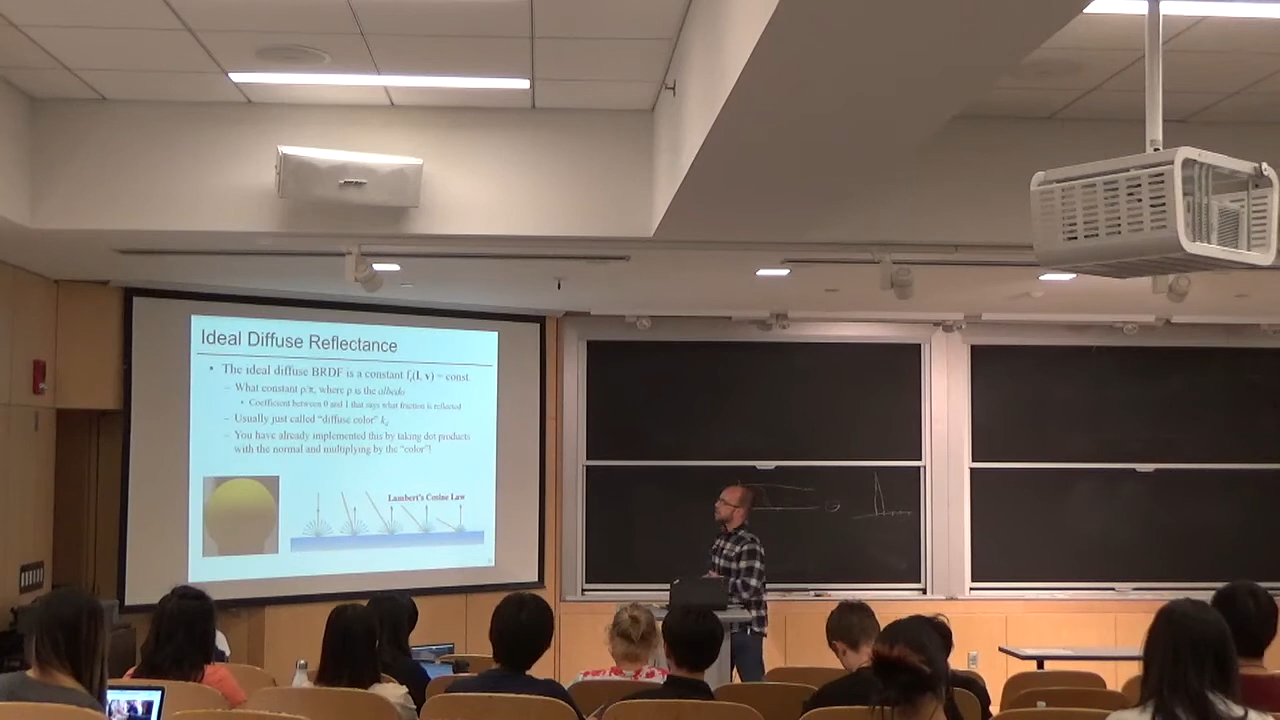 Ideal Diffuse Reflectance
• The ideal diffuse BRDF is a constant fr(l, v) = const.
– What constant ρ/π, where ρ is the albedo
• Coefficient between 0 and 1 that says what fraction is reflected
– Usually just called “diffuse color” kd
– You have already implemented this by taking dot products
with the normal and multiplying by the “color”!
Lambert's Cosine Law